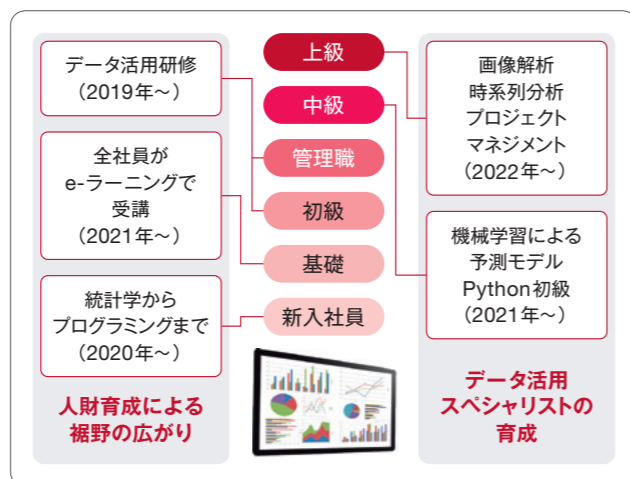 データ活用研修
(2019年～)
全社員が
e-ラーニングで
受講
(2021年～)
統計学から
プログラミングまで
(2020年～)
人財育成による
裾野の広がり
上級
中級
管理職
初級
基礎
新入社員
画像解析
時系列分析
プロジェクト
マネジメント
(2022年～)
機械学習による
予測モデル
Python初級
(2021年～)
データ活用
スペシャリストの
育成